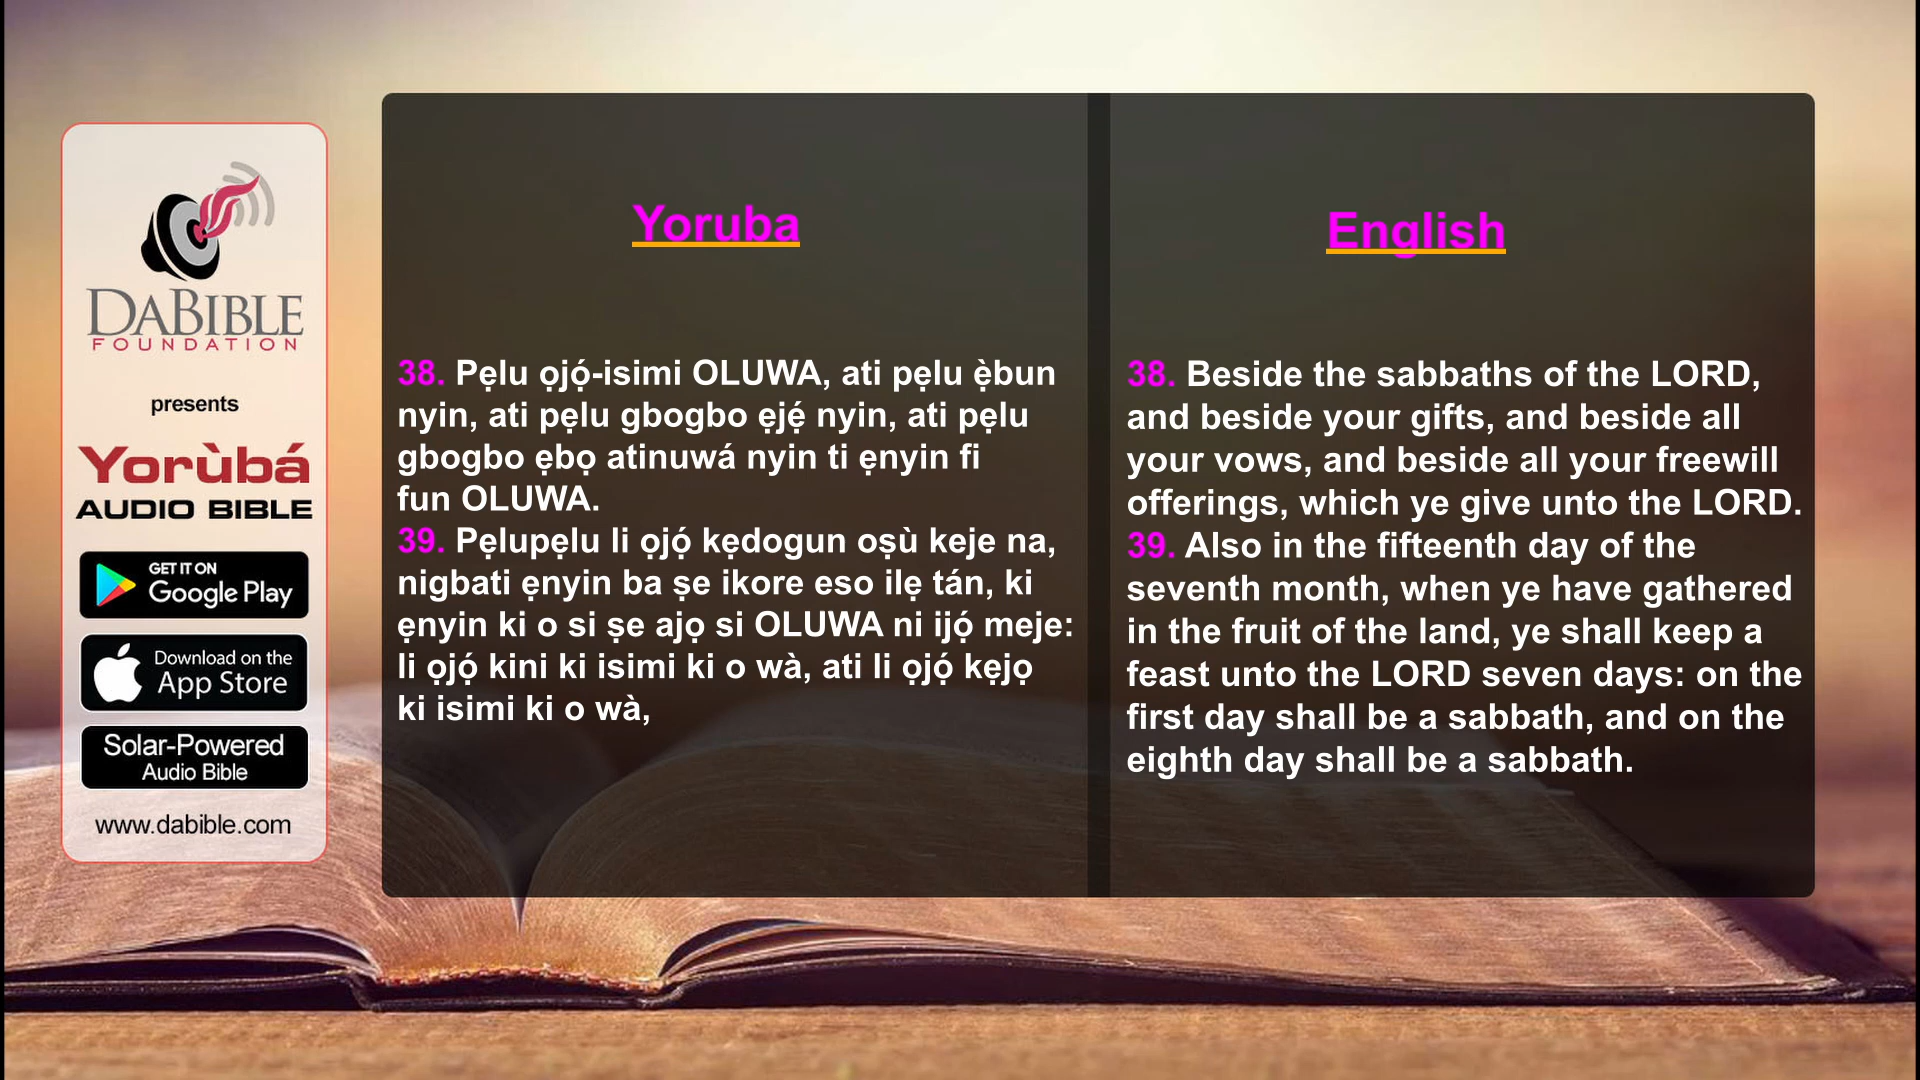 DABIBLE
FOUNDATION
presents
Yorùbá
AUDIO BIBLE
GET IT ON
Google Play
Download on the
App Store
Solar-Powered
Audio Bible
www.dabible.com
Yoruba
38. Pẹlu ọjọ́-isimi OLUWA, ati pẹlu ẹ̀bun
nyin, ati pẹlu gbogbo ẹjẹ́ nyin, ati pẹlu
gbogbo ẹbọ atinuwá nyin ti ẹnyin fi
fun OLUWA.
39. Pẹlupẹlu li ọjọ́ kẹdogun oṣù keje na,
nigbati ẹnyin ba ṣe ikore eso ilẹ tán, ki
ẹnyin ki o si ṣe ajọ si OLUWA ni ijọ́ meje:
li ọjọ́ kini ki isimi ki o wà, ati li ọjọ́ kẹjọ
ki isimi ki o wà,
English
38. Beside the sabbaths of the LORD,
and beside your gifts, and beside all
your vows, and beside all your freewill
offerings, which ye give unto the LORD.
39. Also in the fifteenth day of the
seventh month, when ye have gathered
in the fruit of the land, ye shall keep a
feast unto the LORD seven days: on the
first day shall be a sabbath, and on the
eighth day shall be a sabbath.